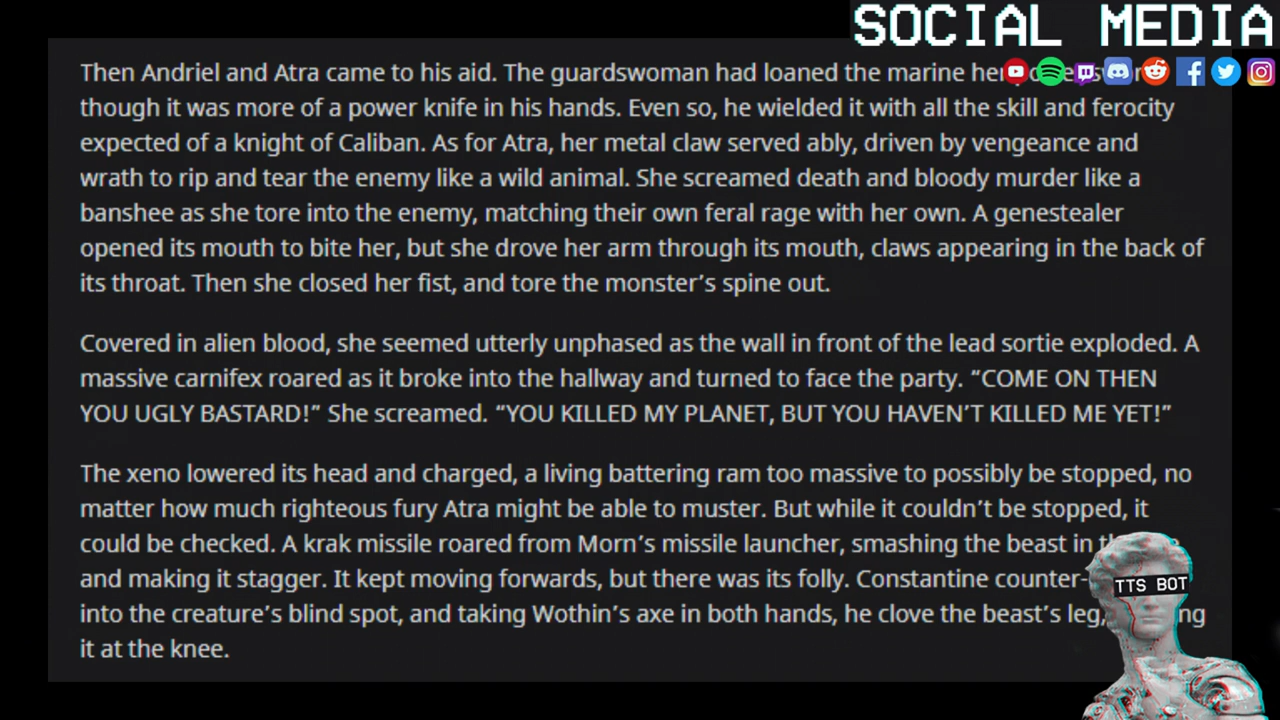 SOCIAL MEDIA
Then Andriel and Atra came to his aid. The guardswoman had loaned the marine her
though it was more of a power knife in his hands. Even so, he wielded it with all the skill and ferocity
expected of a knight of Caliban. As for Atra, her metal claw served ably, driven by vengeance and
wrath to rip and tear the enemy like a wild animal. She screamed death and bloody murder like a
banshee as she tore into the enemy, matching their own feral rage with her own. A genestealer
opened its mouth to bite her, but she drove her arm through its mouth, claws appearing in the back of
its throat. Then she closed her fist, and tore the monster’s spine out.
Covered in alien blood, she seemed utterly unphased as the wall in front of the lead sortie exploded. A
massive carnifex roared as it broke into the hallway and turned to face the party. “COME ON THEN
YOU UGLY BASTARD!” She screamed. “YOU KILLED MY PLANET, BUT YOU HAVEN’T KILLED ME YET!”
The xeno lowered its head and charged, a living battering ram too massive to possibly be stopped, no
matter how much righteous fury Atra might be able to muster. But while it couldn’t be stopped, it
could be checked. A krak missile roared from Morn’s missile launcher, smashing the beast in
and making it stagger. It kept moving forwards, but there was its folly. Constantine counter-
into the creature’s blind spot, and taking Wothin’s axe in both hands, he clove the beast’s leg,
it at the knee.
TTS BOT